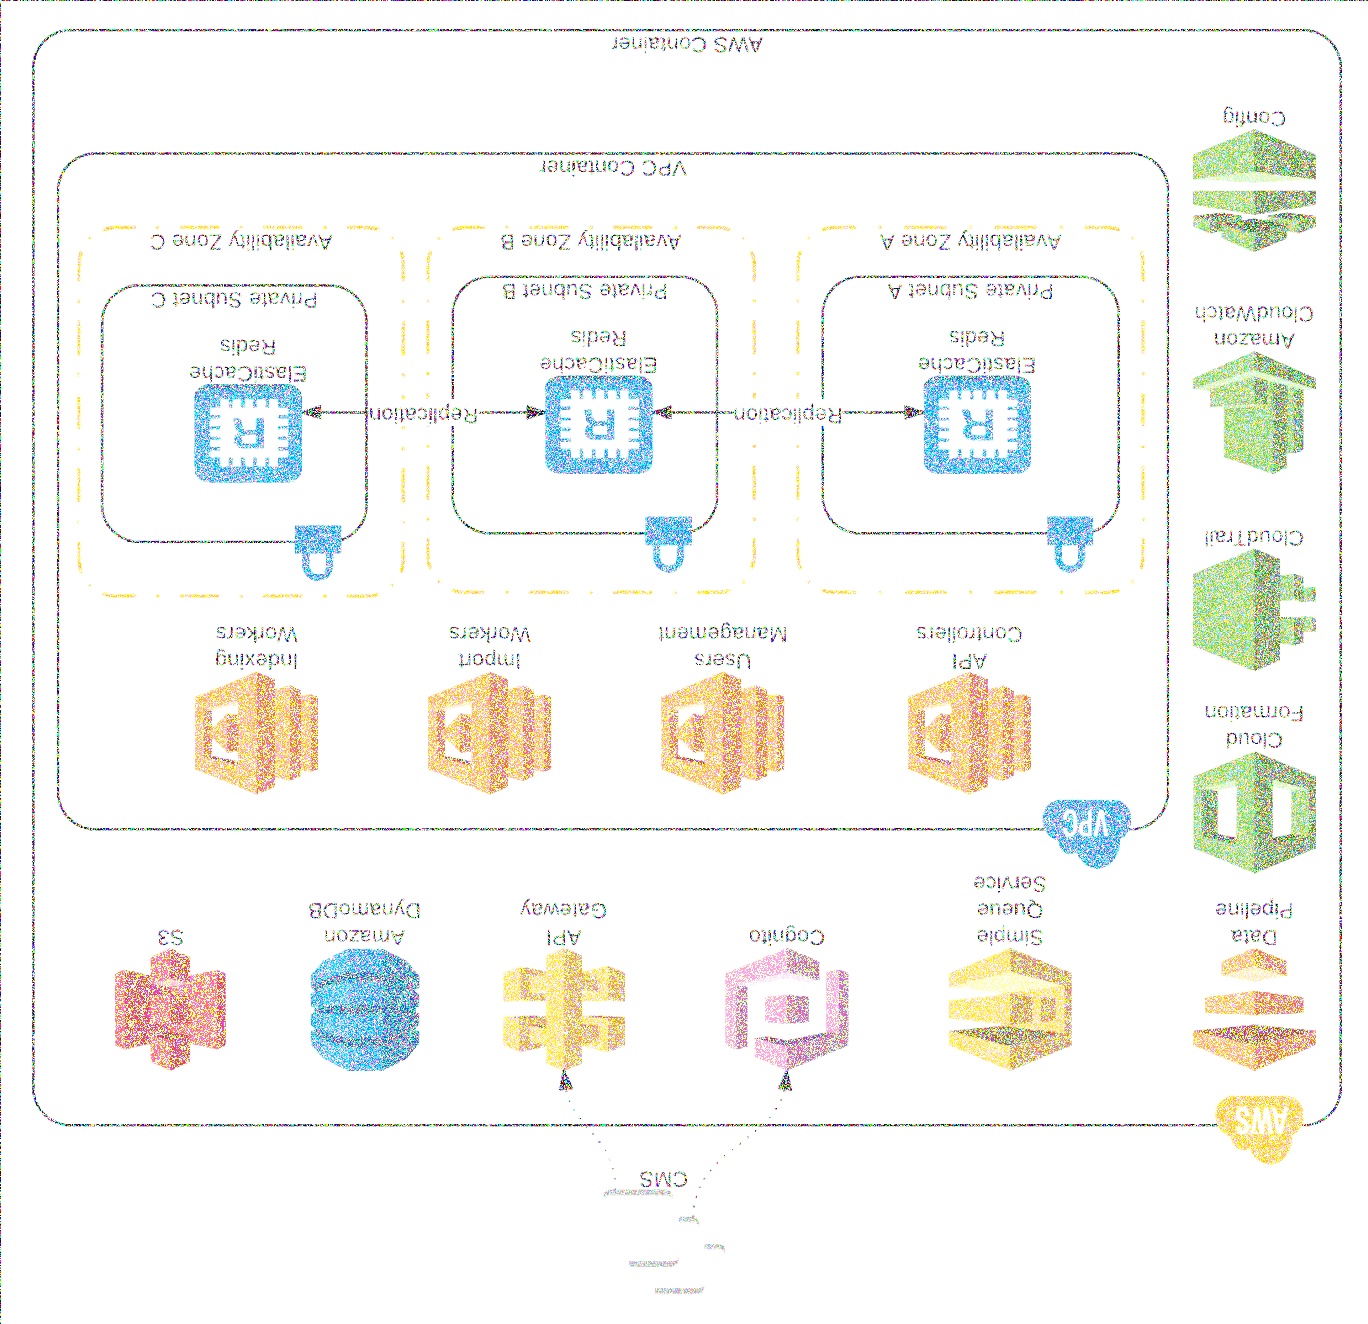 CMS
AWS
Data
Pipeline
Simple
Queue
Service
Cognito
API
Gateway
Amazon
DynamoDB
S3
VPC
Cloud
Formation
API
Controllers
Users
Management
Import
Workers
Indexing
Workers
CloudTrail
Amazon
CloudWatch
R
ElastiCache
Redis
Private Subnet A
Availability Zone A
Replication
R
ElastiCache
Redis
Private Subnet B
Availability Zone B
Replication
R
ElastiCache
Redis
Private Subnet C
Availability Zone C
VPC Container
Config
AWS Container